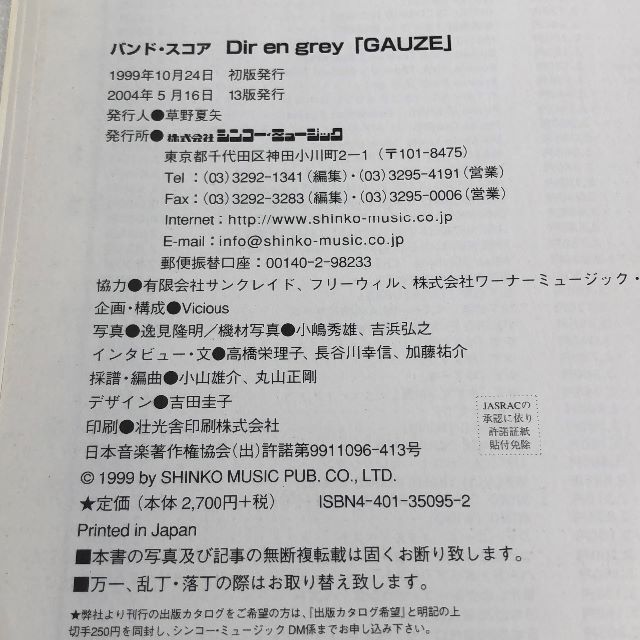 バンド・スコア Dir en grey「GAUZE」
1999年10月24日 初版発行
2004年5月16日 13版発行
発行人●草野夏矢
発行所●株式会社シンコー・ミュージック
東京都千代田区神田小川町2ー1（〒101-8475）
Tel：(03) 3292-1341（編集）・(03) 3295-4191（営業）
Fax：(03) 3292-3283（編集）・(03) 3295-0006（営業）
Internet：http://www.shinko-music.co.jp
E-mail：info@shinko-music.co.jp
郵便振替口座：00140-2-98233
協力●有限会社サンクレイド、フリーウィル、株式会社ワーナーミュージック・
企画・構成●Vicious
写真●逸見隆明／機材写真●小嶋秀雄、吉浜弘之
インタビュー・文●高橋栄理子、長谷川幸信、加藤祐介
採譜・編曲●小山雄介、丸山正剛
デザイン●吉田圭子
印刷●壮光舎印刷株式会社
JASRACの
承認に依り
許諾証紙
貼付免除
日本音楽著作権協会（出）許諾第9911096-413号
© 1999 by SHINKO MUSIC PUB. CO., LTD.
★定価（本体2,700円＋税） ISBN4-401-35095-2
Printed in Japan
■本書の写真及び記事の無断複転載は固くお断り致します。
■万一、乱丁・落丁の際はお取り替え致します。
★弊社より刊行の出版カタログをご希望の方は、「出版カタログ希望」と明記の上
切手250円を同封し、シンコー・ミュージックDM係までお申し込み下さい。